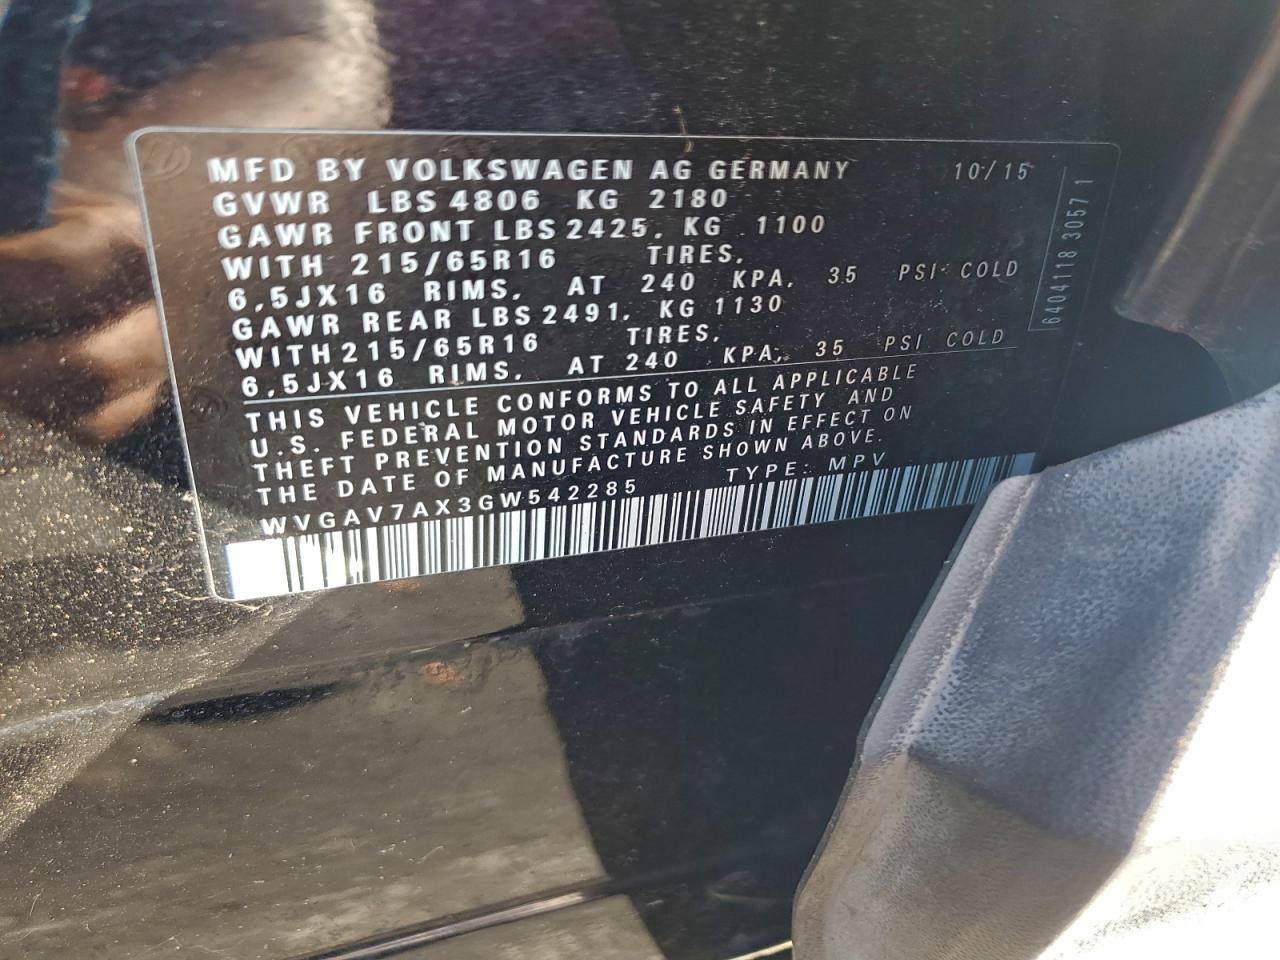 MFD BY VOLKSWAGEN AG GERMANY 10/15
GVWR LBS 4806 KG 2180
GAWR FRONT LBS 2425, KG 1100
WITH 215/65R16 TIRES,
6,5JX16 RIMS, AT 240 KPA, 35 PSI COLD
GAWR REAR LBS 2491, KG 1130
WITH 215/65R16 TIRES,
6,5JX16 RIMS, AT 240 KPA, 35 PSI COLD
THIS VEHICLE CONFORMS TO ALL APPLICABLE
U.S. FEDERAL MOTOR VEHICLE SAFETY AND
THEFT PREVENTION STANDARDS IN EFFECT ON
THE DATE OF MANUFACTURE SHOWN ABOVE.
WVGAV7AX3GW542285 TYPE: MPV
6404118 30571